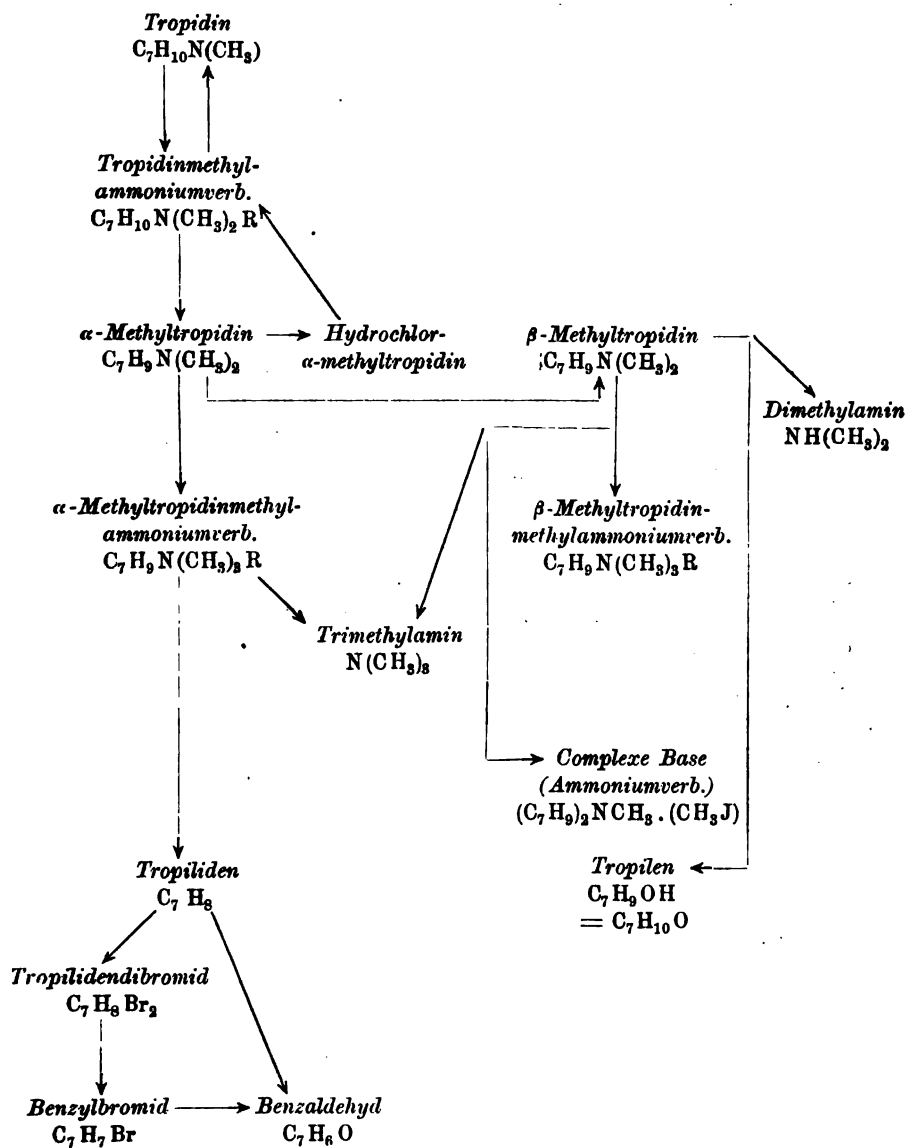 Tropidin
C₇H₁₀N(CH₃)
Tropidinmethyl-
ammoniumverb.
C₇H₁₀N(CH₃)₂R
α-Methyltropidin
C₇H₉N(CH₃)₂
Hydrochlor-
α-methyltropidin
β-Methyltropidin
C₇H₉N(CH₃)₂
Dimethylamin
NH(CH₃)₂
α-Methyltropidinmethyl-
ammoniumverb.
C₇H₉N(CH₃)₃R
β-Methyltropidin-
methylammoniumverb.
C₇H₉N(CH₃)₃R
Trimethylamin
N(CH₃)₃
Complexe Base
(Ammoniumverb.)
(C₇H₉)₂NCH₃.(CH₃J)
Tropiliden
C₇H₈
Tropilen
C₇H₉OH
= C₇H₁₀O
Tropilidendibromid
C₇H₈Br₂
Benzylbromid
C₇H₇Br
Benzaldehyd
C₇H₆O